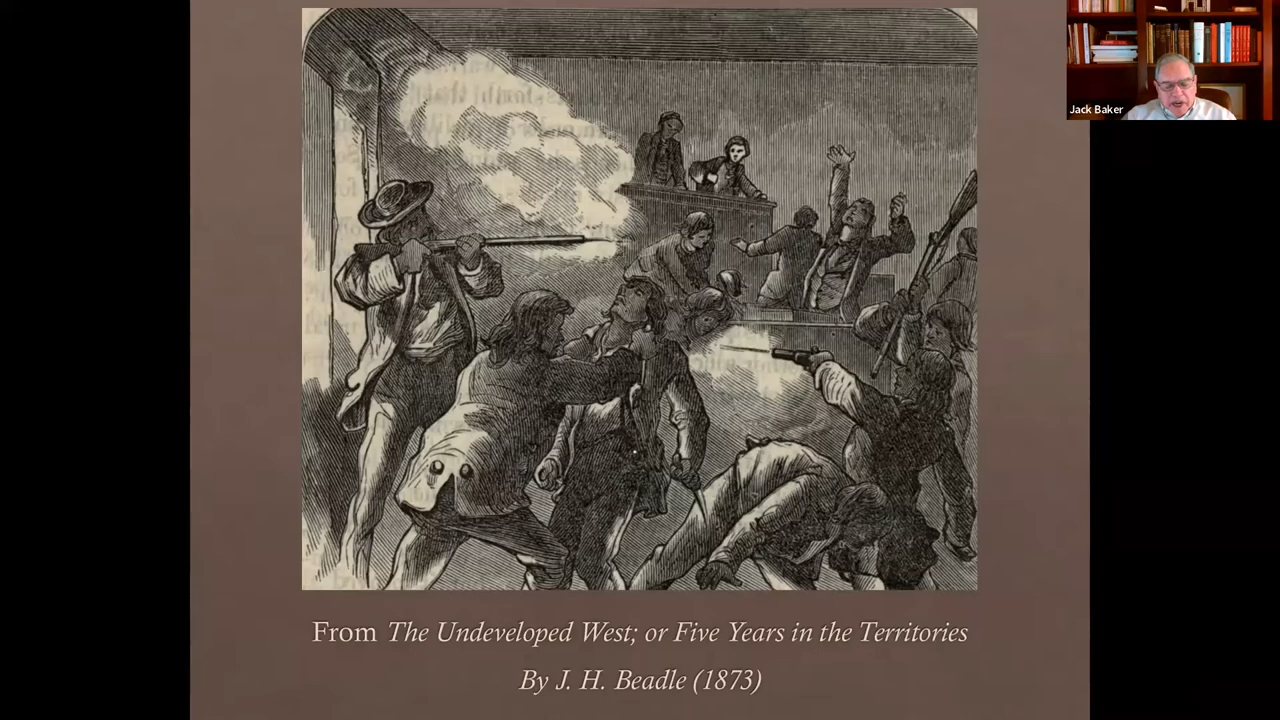 Jack Baker
From The Undeveloped West; or Five Years in the Territories
By J. H. Beadle (1873)